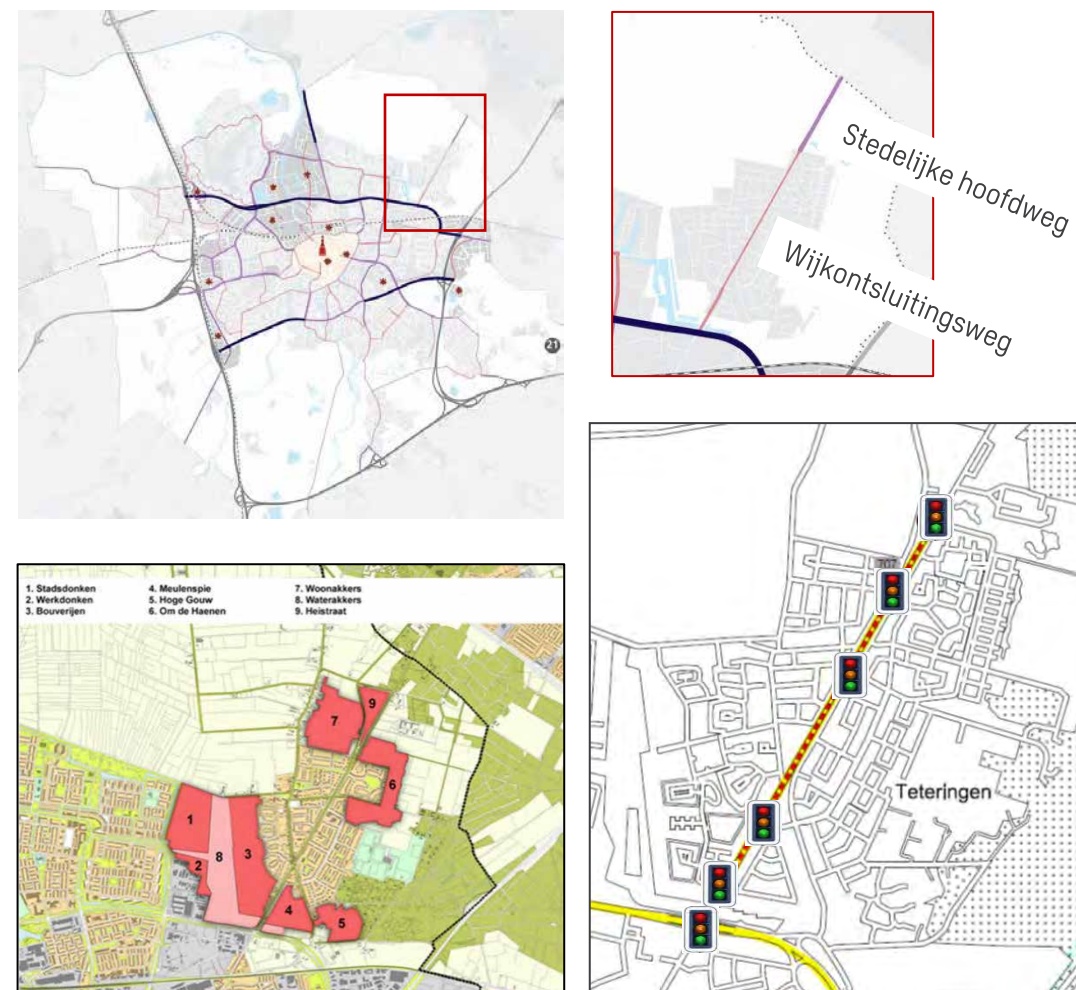 21
Stedelijke hoofdweg
Wijkontsluitingsweg
1. Stadsdonken
2. Werkdonken
3. Bouverijen
4. Meulenspie
5. Hoge Gouw
6. Om de Haenen
7. Woonakkers
8. Waterakkers
9. Heistraat
7
9
6
1
8
3
2
4
5
707
Teteringen